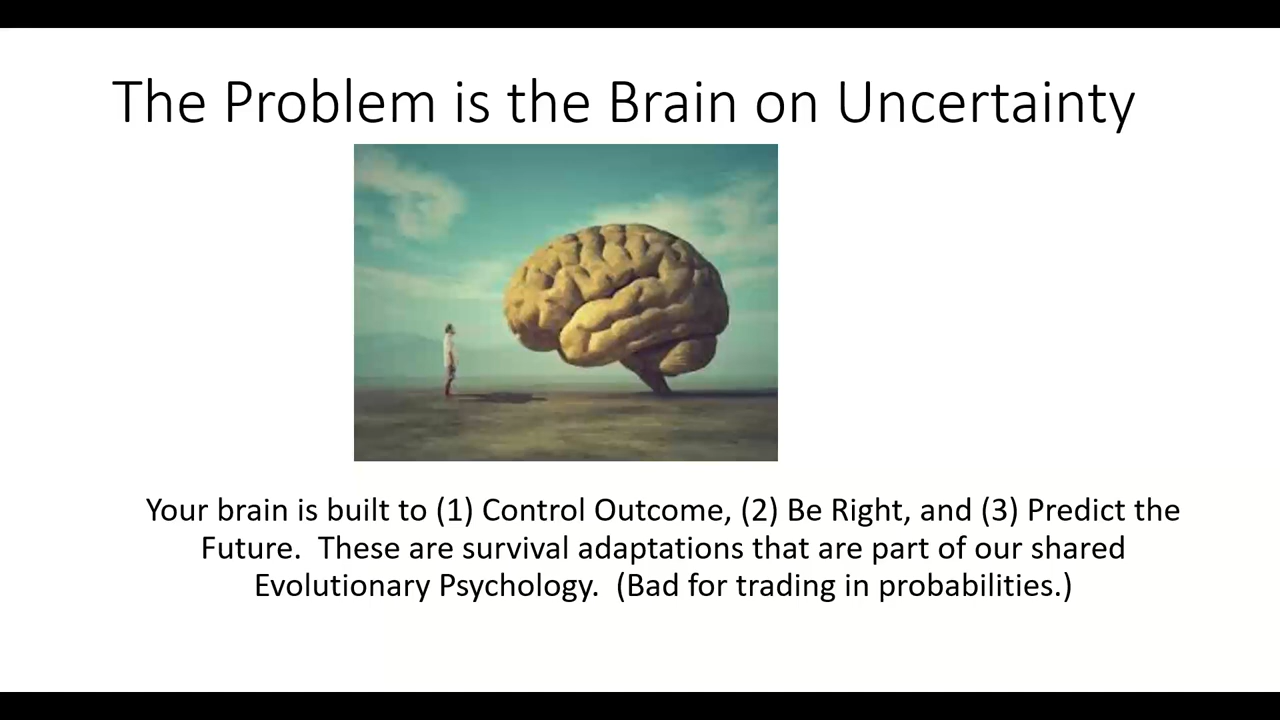 The Problem is the Brain on Uncertainty
Your brain is built to (1) Control Outcome, (2) Be Right, and (3) Predict the
Future.  These are survival adaptations that are part of our shared
Evolutionary Psychology.  (Bad for trading in probabilities.)